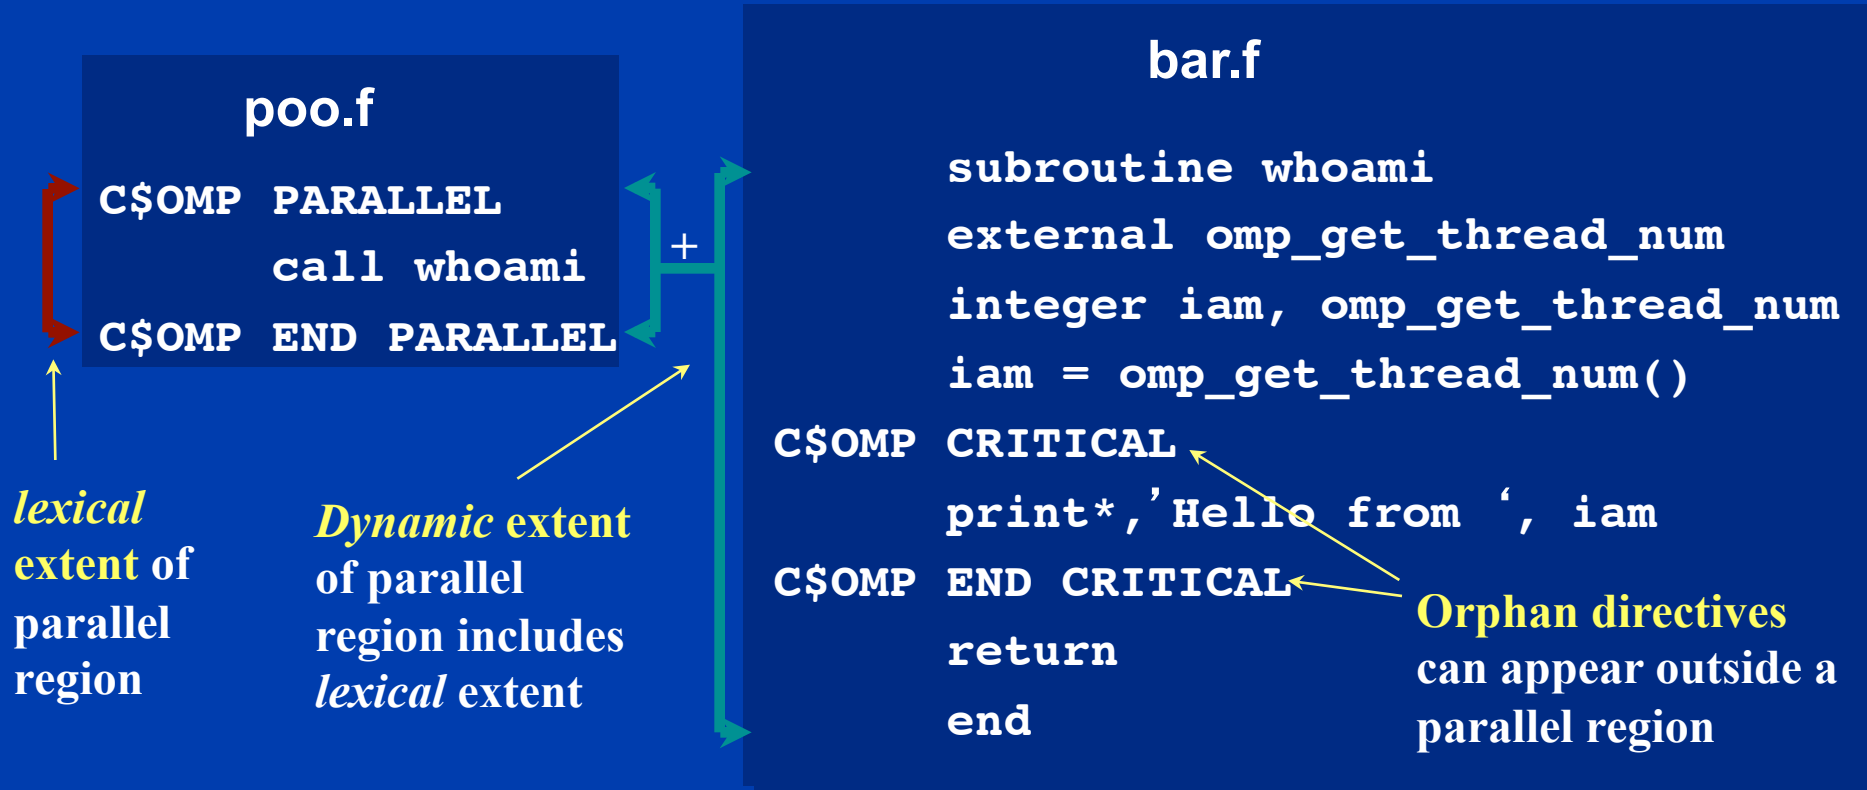 poo.f
C$OMP PARALLEL
call whoami
C$OMP END PARALLEL
+
lexical
extent of
parallel
region
Dynamic extent
of parallel
region includes
lexical extent
bar.f
subroutine whoami
external omp_get_thread_num
integer iam, omp_get_thread_num
iam = omp_get_thread_num()
C$OMP CRITICAL
print*,’Hello from ‘, iam
C$OMP END CRITICAL
return
end
Orphan directives
can appear outside a
parallel region